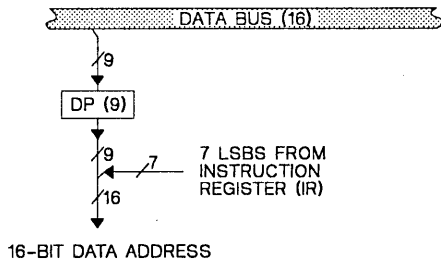 DATA BUS (16)
9
DP (9)
9
7
7 LSBS FROM
INSTRUCTION
REGISTER (IR)
16
16-BIT DATA ADDRESS